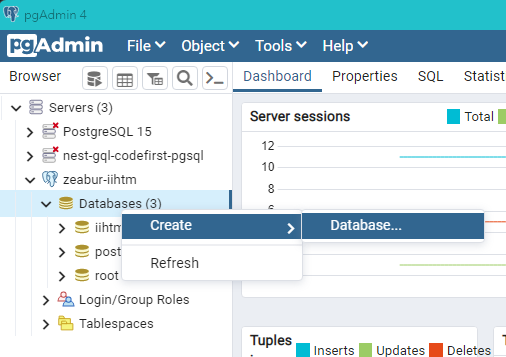 pgAdmin 4
pgAdmin File Object Tools Help
Browser Dashboard Properties SQL Statist
Servers (3)
PostgreSQL 15
nest-gql-codefirst-pgsql
zeabur-iihtm
Databases (3)
iihtm
post
root
Login/Group Roles
Tablespaces
Create
Refresh
Database...
Server sessions Total
12
10
8
6
Tuples
Inserts Updates Deletes
T